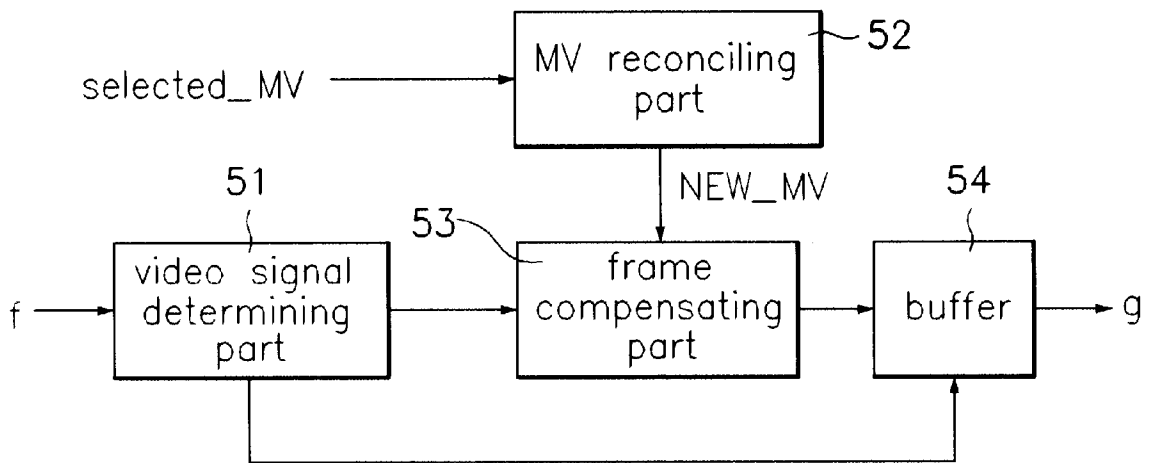 52
MV reconciling
part
selected_MV
NEW_MV
51
53
54
f
video signal
determining
part
frame
compensating
part
buffer
g